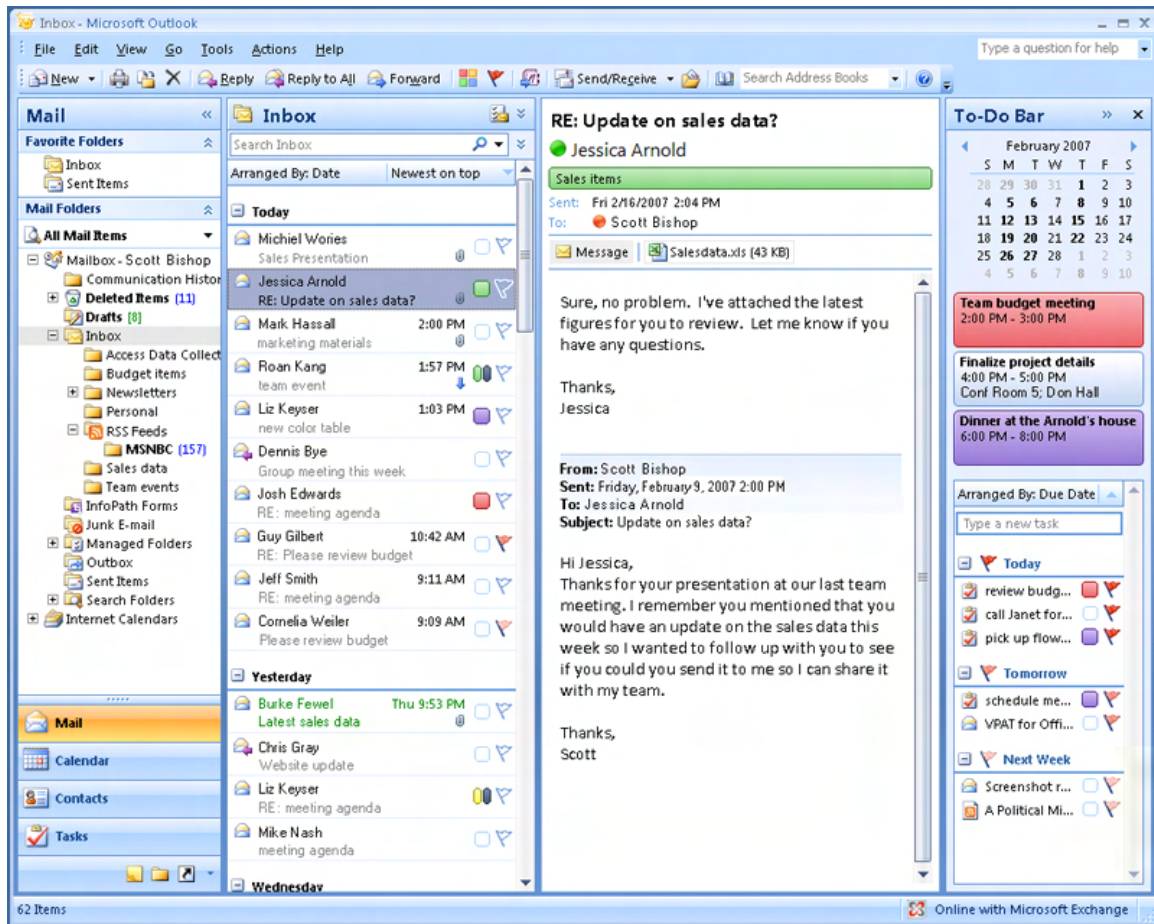 Inbox - Microsoft Outlook
File Edit View Go Tools Actions Help
Type a question for help
New Reply Reply to All Forward Send/Receive Search Address Books
Mail
Favorite Folders
Inbox
Sent Items
Mail Folders
All Mail Items
Mailbox - Scott Bishop
Communication Histor
Deleted Items (11)
Drafts [8]
Inbox
Access Data Collect
Budget items
Newsletters
Personal
RSS Feeds
MSNBC (157)
Sales data
Team events
InfoPath Forms
Junk E-mail
Managed Folders
Outbox
Sent Items
Search Folders
Internet Calendars
Mail
Calendar
Contacts
Tasks
Inbox
Search Inbox
Arranged By: Date Newest on top
Today
Michiel Wories
Sales Presentation
Jessica Arnold
RE: Update on sales data?
Mark Hassall 2:00 PM
marketing materials
Roan Kang 1:57 PM
team event
Liz Keyser 1:03 PM
new color table
Dennis Bye
Group meeting this week
Josh Edwards
RE: meeting agenda
Guy Gilbert 10:42 AM
RE: Please review budget
Jeff Smith 9:11 AM
RE: meeting agenda
Cornelia Weiler 9:09 AM
Please review budget
Yesterday
Burke Fewel Thu 9:53 PM
Latest sales data
Chris Gray
Website update
Liz Keyser
RE: meeting agenda
Mike Nash
meeting agenda
Wednesday
RE: Update on sales data?
Jessica Arnold
Sales items
Sent: Fri 2/16/2007 2:04 PM
To: Scott Bishop
Message Salesdata.xls (43 KB)
Sure, no problem. I've attached the latest
figures for you to review. Let me know if you
have any questions.
Thanks,
Jessica
From: Scott Bishop
Sent: Friday, February 9, 2007 2:00 PM
To: Jessica Arnold
Subject: Update on sales data?
Hi Jessica,
Thanks for your presentation at our last team
meeting. I remember you mentioned that you
would have an update on the sales data this
week so I wanted to follow up with you to see
if you could you send it to me so I can share it
with my team.
Thanks,
Scott
To-Do Bar
February 2007
S M T W T F S
28 29 30 31 1 2 3
4 5 6 7 8 9 10
11 12 13 14 15 16 17
18 19 20 21 22 23 24
25 26 27 28 1 2 3
4 5 6 7 8 9 10
Team budget meeting
2:00 PM - 3:00 PM
Finalize project details
4:00 PM - 5:00 PM
Conf Room 5; Don Hall
Dinner at the Arnold's house
6:00 PM - 8:00 PM
Arranged By: Due Date
Type a new task
Today
review budg...
call Janet for...
pick up flow...
Tomorrow
schedule me...
VPAT for Offi...
Next Week
Screenshot r...
A Political Mi...
62 Items
Online with Microsoft Exchange